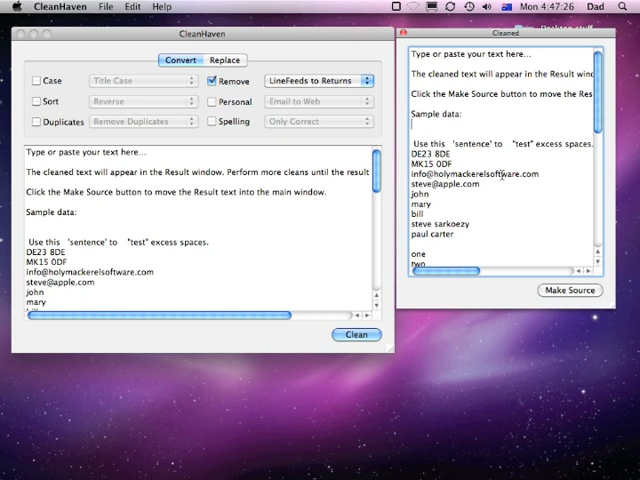 CleanHaven File Edit Help Dad 4:47:26
CleanHaven
Convert Replace
Case Title Case Remove LineFeeds to Returns
Sort Reverse Personal Email to Web
Duplicates Remove Duplicates Spelling Only Correct
Type or paste your text here...
The cleaned text will appear in the Result window. Perform more cleans until the result
Click the Make Source button to move the Result text into the main window.
Sample data:
Use this 'sentence' to "test" excess spaces.
DE23 8DE
MK15 0DF
info@holymackerelsoftware.com
steve@apple.com
john
mary
Clean
Cleaned
Type or paste your text here...
The cleaned text will appear in the Result win
Click the Make Source button to move the Res
Sample data:
Use this 'sentence' to "test" excess spaces.
DE23 8DE
MK15 0DF
info@holymackerelsoftware.com
steve@apple.com
john
mary
bill
steve sarkoezy
paul carter
one
two
Make Source